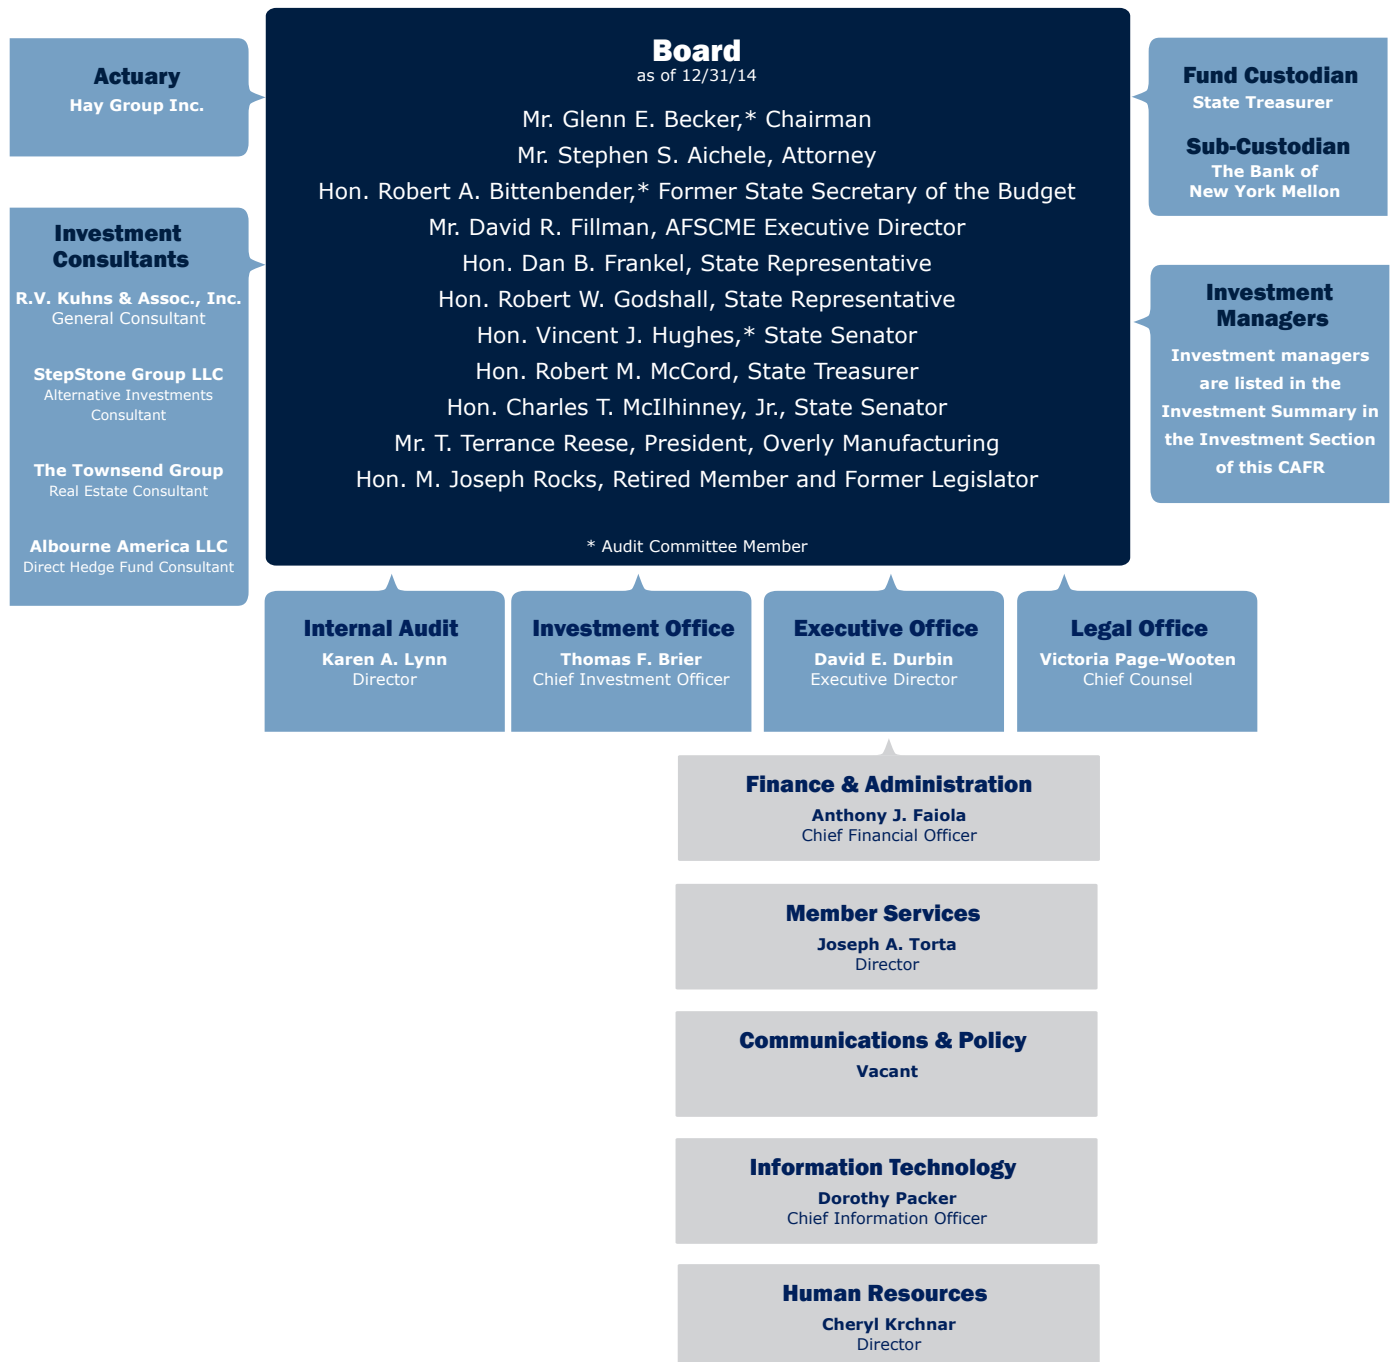 Actuary
Hay Group Inc.
Investment
Consultants
R.V. Kuhns & Assoc., Inc.
General Consultant
StepStone Group LLC
Alternative Investments
Consultant
The Townsend Group
Real Estate Consultant
Albourne America LLC
Direct Hedge Fund Consultant
Board
as of 12/31/14
Mr. Glenn E. Becker,* Chairman
Mr. Stephen S. Aichele, Attorney
Hon. Robert A. Bittenbender,* Former State Secretary of the Budget
Mr. David R. Fillman, AFSCME Executive Director
Hon. Dan B. Frankel, State Representative
Hon. Robert W. Godshall, State Representative
Hon. Vincent J. Hughes,* State Senator
Hon. Robert M. McCord, State Treasurer
Hon. Charles T. McIlhinney, Jr., State Senator
Mr. T. Terrance Reese, President, Overly Manufacturing
Hon. M. Joseph Rocks, Retired Member and Former Legislator
* Audit Committee Member
Fund Custodian
State Treasurer
Sub-Custodian
The Bank of
New York Mellon
Investment
Managers
Investment managers
are listed in the
Investment Summary in
the Investment Section
of this CAFR
Internal Audit
Karen A. Lynn
Director
Investment Office
Thomas F. Brier
Chief Investment Officer
Executive Office
David E. Durbin
Executive Director
Legal Office
Victoria Page-Wooten
Chief Counsel
Finance & Administration
Anthony J. Faiola
Chief Financial Officer
Member Services
Joseph A. Torta
Director
Communications & Policy
Vacant
Information Technology
Dorothy Packer
Chief Information Officer
Human Resources
Cheryl Krchnar
Director